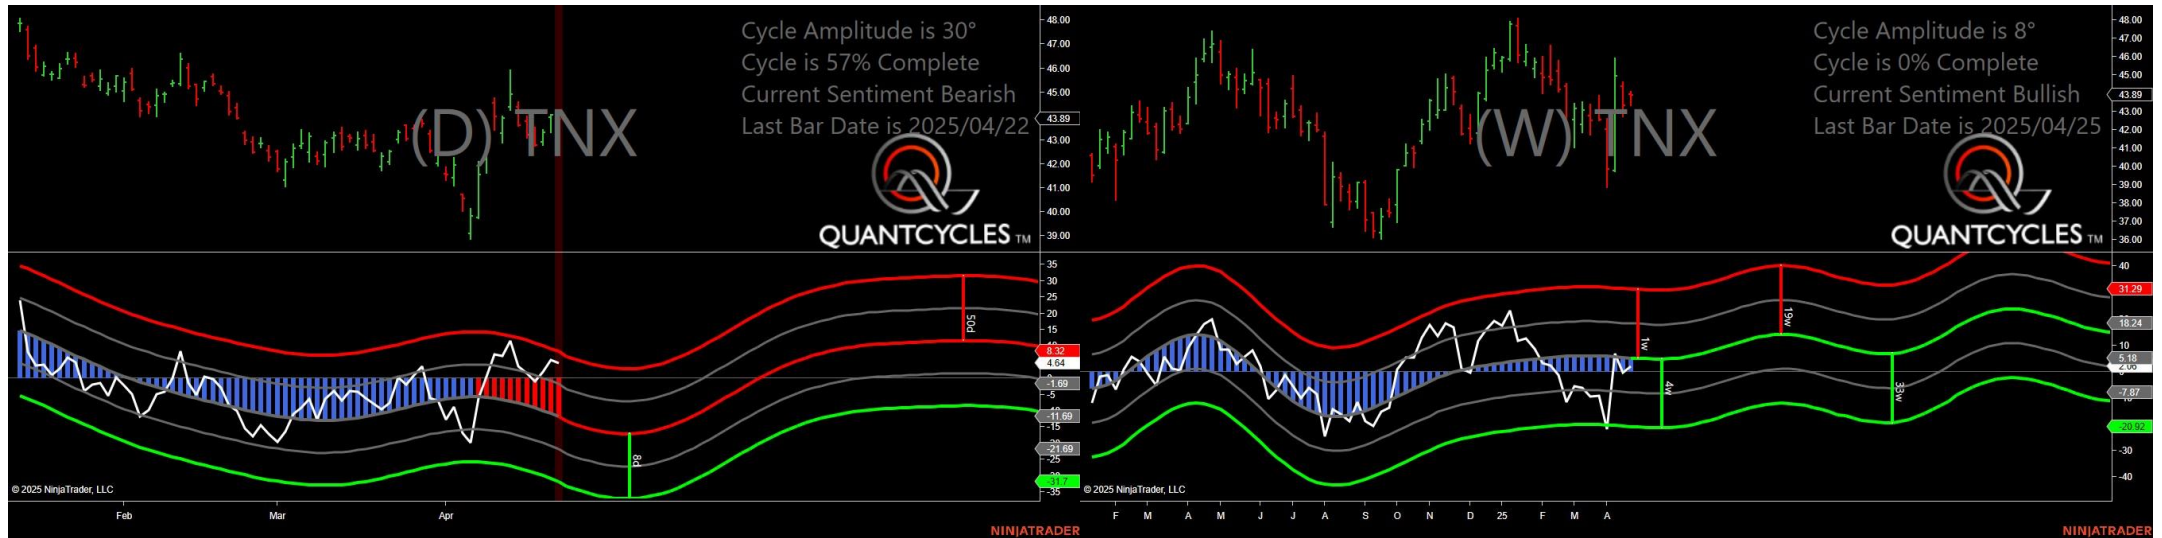 Cycle Amplitude is 30°
Cycle is 57% Complete
Current Sentiment Bearish
Last Bar Date is 2025/04/22
(D) TNX
QUANTCYCLES TM
48.00
47.00
46.00
45.00
43.89
43.00
42.00
41.00
40.00
39.00
35
30
25
20
15
8.32
4.64
-1.69
-5
-11.69
-15
-21.69
-25
-31.7
-35
50d
8d
© 2025 NinjaTrader, LLC
Feb Mar Apr
NINJATRADER
Cycle Amplitude is 8°
Cycle is 0% Complete
Current Sentiment Bullish
Last Bar Date is 2025/04/25
(W) TNX
QUANTCYCLES TM
48.00
47.00
46.00
45.00
43.89
43.00
42.00
41.00
40.00
39.00
38.00
37.00
36.00
40
31.29
18.24
10
5.18
2.06
-7.87
-20.92
-30
-40
1w
4w
19w
33w
© 2025 NinjaTrader, LLC
F M A M J J A S O N D 25 F M A
NINJATRADER